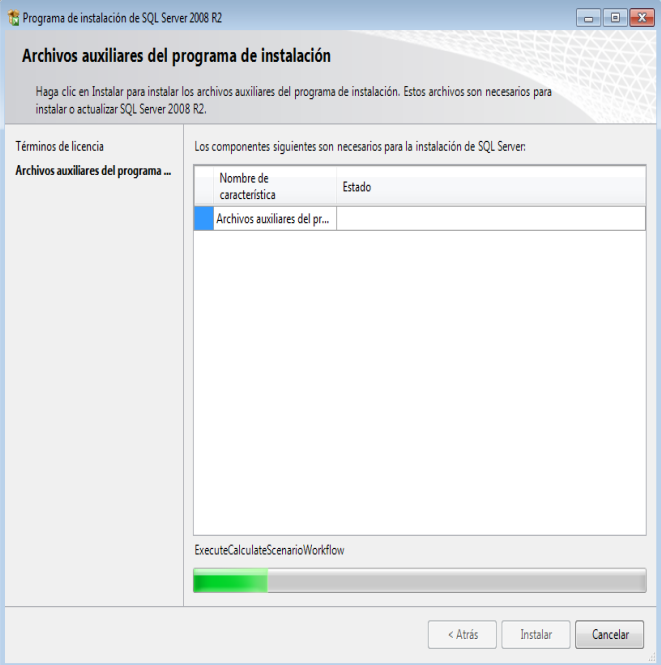 Programa de instalación de SQL Server 2008 R2
Archivos auxiliares del programa de instalación
Haga clic en Instalar para instalar los archivos auxiliares del programa de instalación. Estos archivos son necesarios para
instalar o actualizar SQL Server 2008 R2.
Términos de licencia
Archivos auxiliares del programa ...
Los componentes siguientes son necesarios para la instalación de SQL Server:
Nombre de
característica
Estado
Archivos auxiliares del pr...
ExecuteCalculateScenarioWorkflow
< Atrás
Instalar
Cancelar